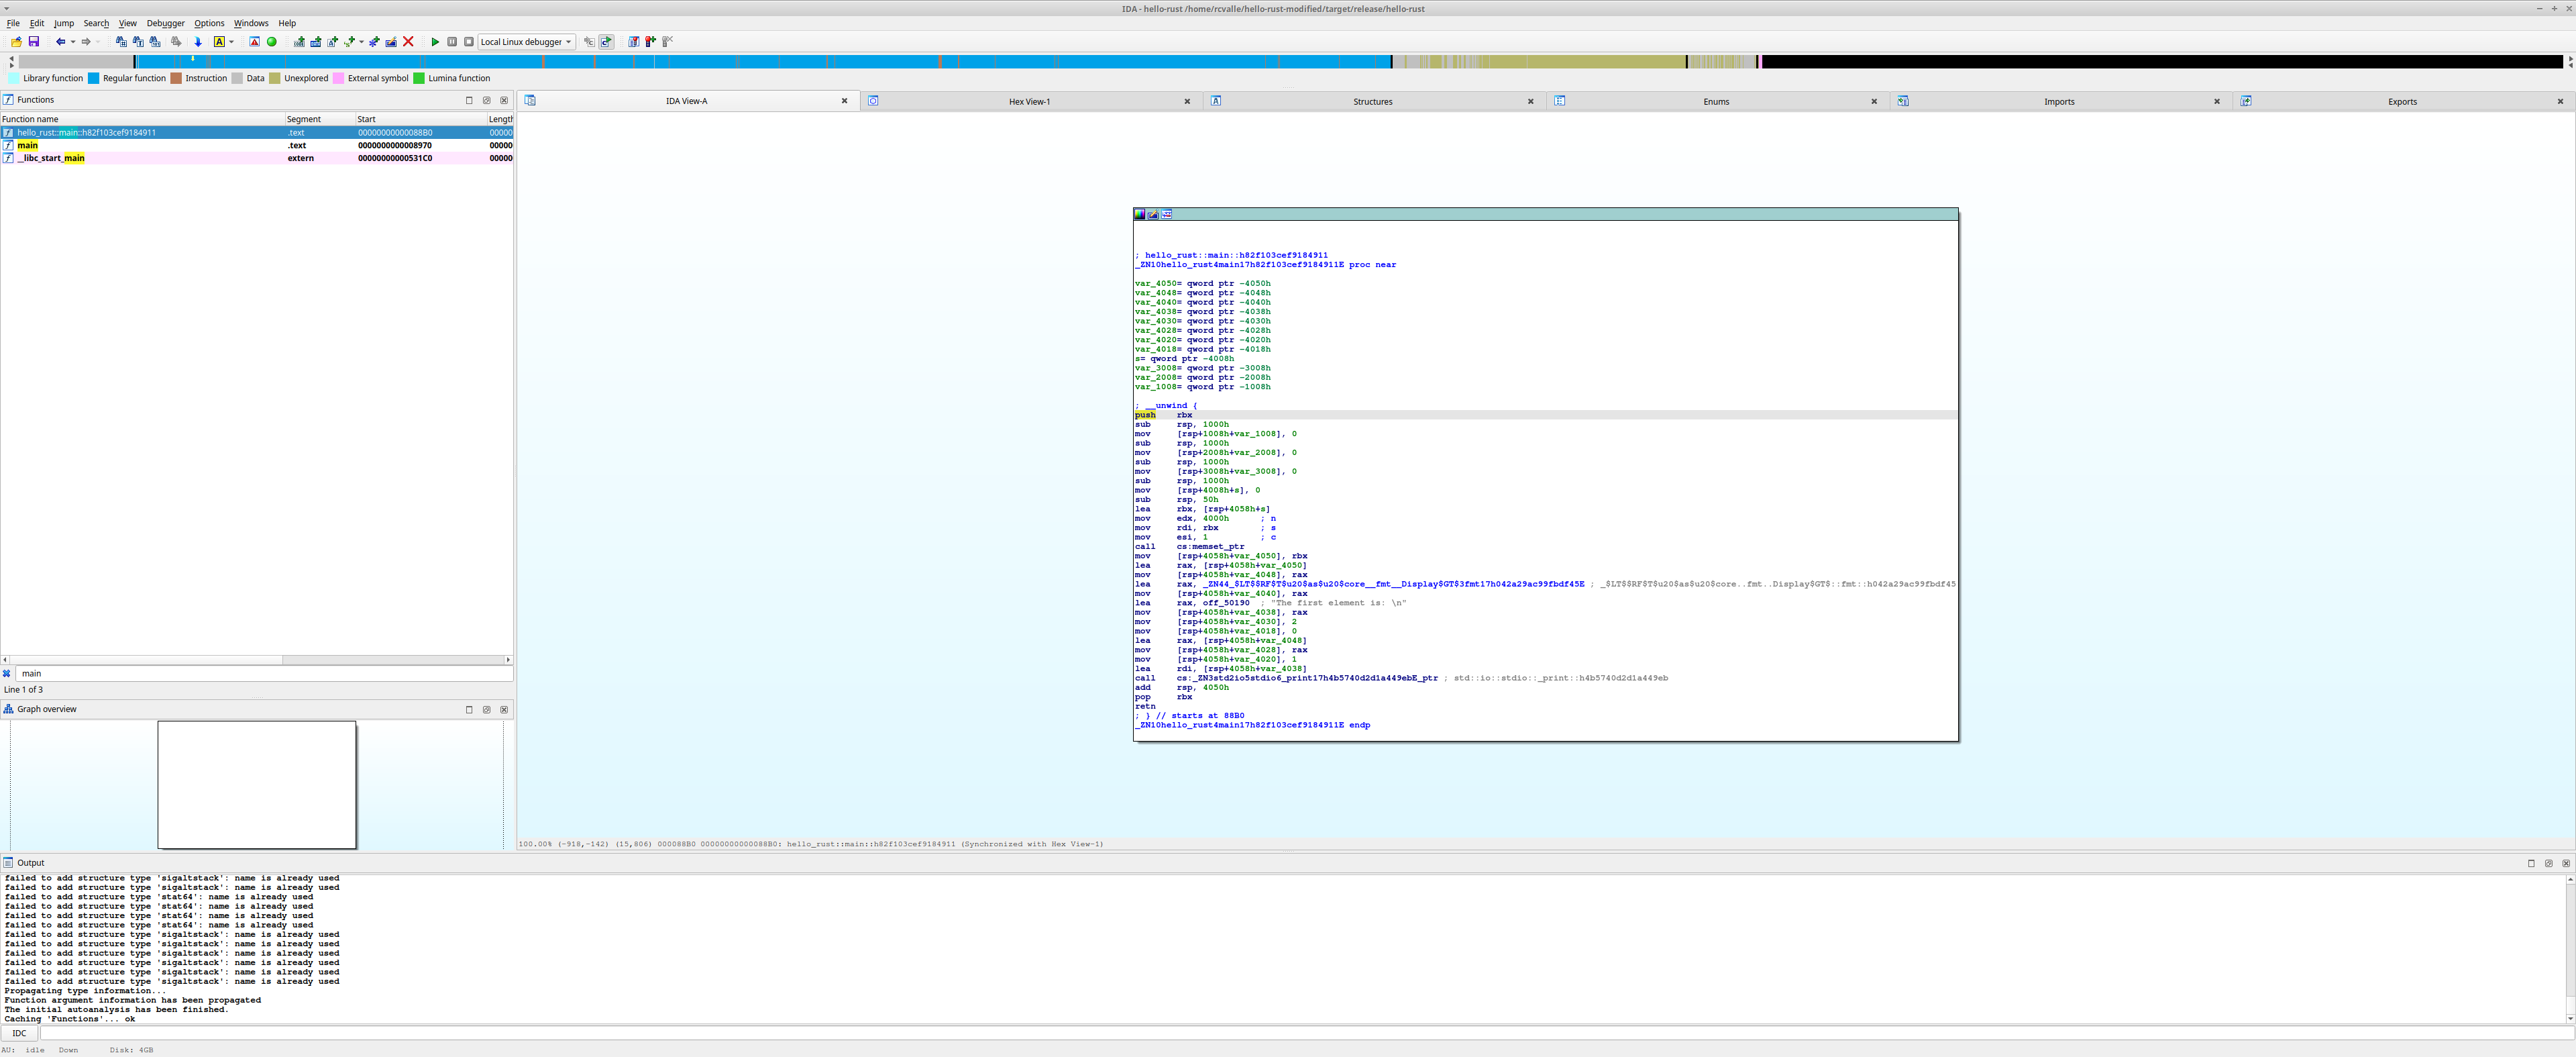 IDA - hello-rust /home/rcvalle/hello-rust-modified/target/release/hello-rust
File Edit Jump Search View Debugger Options Windows Help
Local Linux debugger
Library function Regular function Instruction Data Unexplored External symbol Lumina function
Functions
Function name Segment Start Length
hello_rust::main::h82f103cef9184911 .text 00000000000088B0 00000
main .text 0000000000008970 00000
__libc_start_main extern 00000000000531C0 00000
main
Line 1 of 3
Graph overview
IDA View-A Hex View-1 Structures Enums Imports Exports
; hello_rust::main::h82f103cef9184911
_ZN10hello_rust4main17h82f103cef9184911E proc near
var_4050= qword ptr -4050h
var_4048= qword ptr -4048h
var_4040= qword ptr -4040h
var_4038= qword ptr -4038h
var_4030= qword ptr -4030h
var_4028= qword ptr -4028h
var_4020= qword ptr -4020h
var_4018= qword ptr -4018h
s= qword ptr -4008h
var_3008= qword ptr -3008h
var_2008= qword ptr -2008h
var_1008= qword ptr -1008h
; __unwind {
push rbx
sub rsp, 1000h
mov [rsp+1008h+var_1008], 0
sub rsp, 1000h
mov [rsp+2008h+var_2008], 0
sub rsp, 1000h
mov [rsp+3008h+var_3008], 0
sub rsp, 1000h
mov [rsp+4008h+s], 0
sub rsp, 50h
lea rbx, [rsp+4058h+s]
mov edx, 4000h ; n
mov rdi, rbx ; s
mov esi, 1 ; c
call cs:memset_ptr
mov [rsp+4058h+var_4050], rbx
lea rax, [rsp+4058h+var_4050]
mov [rsp+4058h+var_4048], rax
lea rax, _ZN44_$LT$$RF$T$u20$as$u20$core__fmt__Display$GT$3fmt17h042a29ac99fbdf45E ; _$LT$$RF$T$u20$as$u20$core..fmt..Display$GT$::fmt::h042a29ac99fbdf45
mov [rsp+4058h+var_4040], rax
lea rax, off_50190 ; "The first element is: \n"
mov [rsp+4058h+var_4038], rax
mov [rsp+4058h+var_4030], 2
mov [rsp+4058h+var_4018], 0
lea rax, [rsp+4058h+var_4048]
mov [rsp+4058h+var_4028], rax
mov [rsp+4058h+var_4020], 1
lea rdi, [rsp+4058h+var_4038]
call cs:_ZN3std2io5stdio6_print17h4b5740d2d1a449ebE_ptr ; std::io::stdio::_print::h4b5740d2d1a449eb
add rsp, 4050h
pop rbx
retn
; } // starts at 88B0
_ZN10hello_rust4main17h82f103cef9184911E endp
100.00% (-918,-142) (15,806) 000088B0 00000000000088B0: hello_rust::main::h82f103cef9184911 (Synchronized with Hex View-1)
Output
failed to add structure type 'sigaltstack': name is already used
failed to add structure type 'sigaltstack': name is already used
failed to add structure type 'stat64': name is already used
failed to add structure type 'stat64': name is already used
failed to add structure type 'stat64': name is already used
failed to add structure type 'stat64': name is already used
failed to add structure type 'sigaltstack': name is already used
failed to add structure type 'sigaltstack': name is already used
failed to add structure type 'sigaltstack': name is already used
failed to add structure type 'sigaltstack': name is already used
failed to add structure type 'sigaltstack': name is already used
failed to add structure type 'sigaltstack': name is already used
Propagating type information...
Function argument information has been propagated
The initial autoanalysis has been finished.
Caching 'Functions'... ok
IDC
AU: idle Down Disk: 4GB